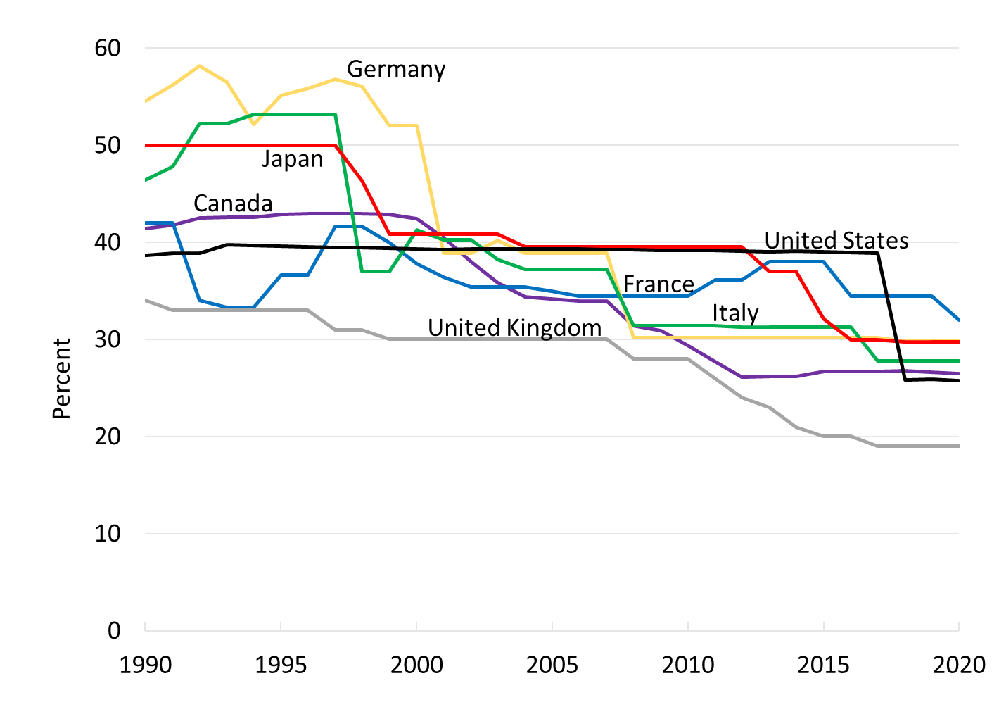 60
Germany
50
Japan
Canada
40
United States
France
Italy
United Kingdom
30
Percent
20
10
0
1990 1995 2000 2005 2010 2015 2020